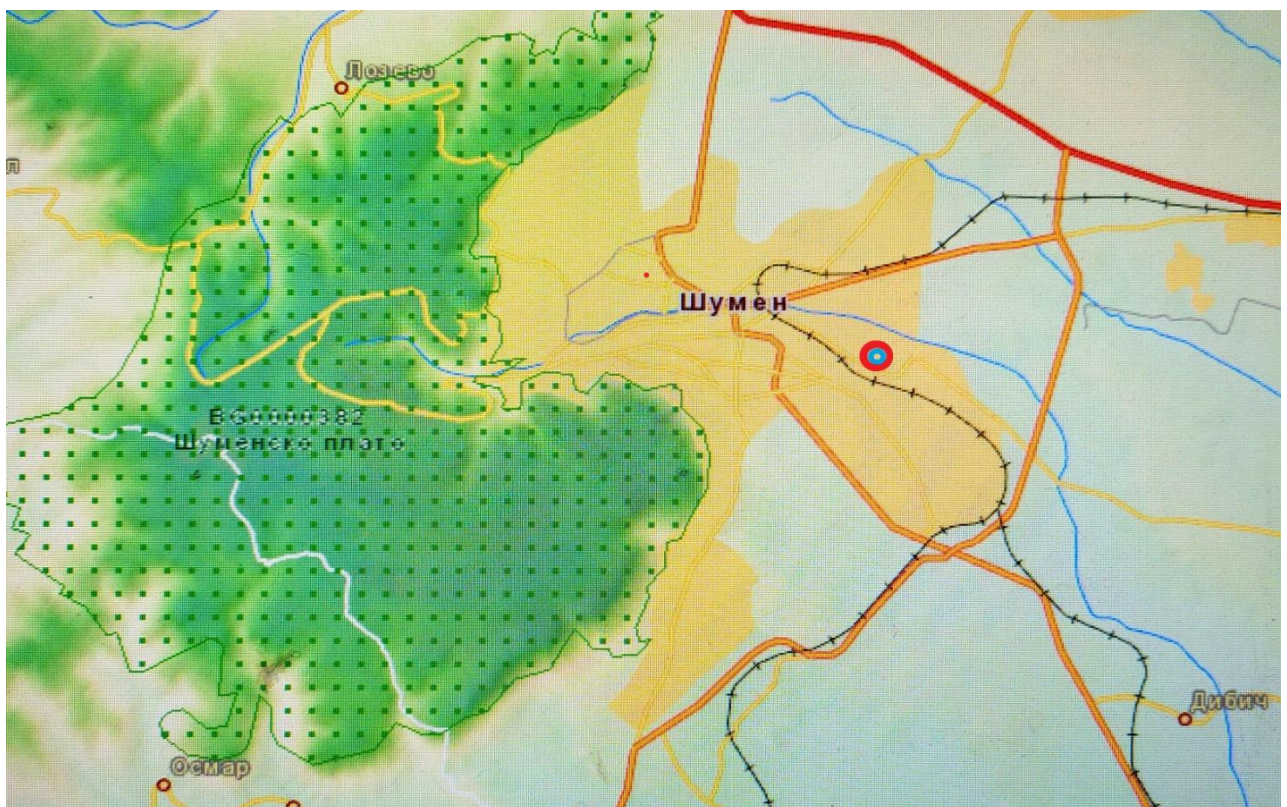 Лозево
л
Шумен
BG0000382
Шуменско плато
Дибич
Осмар